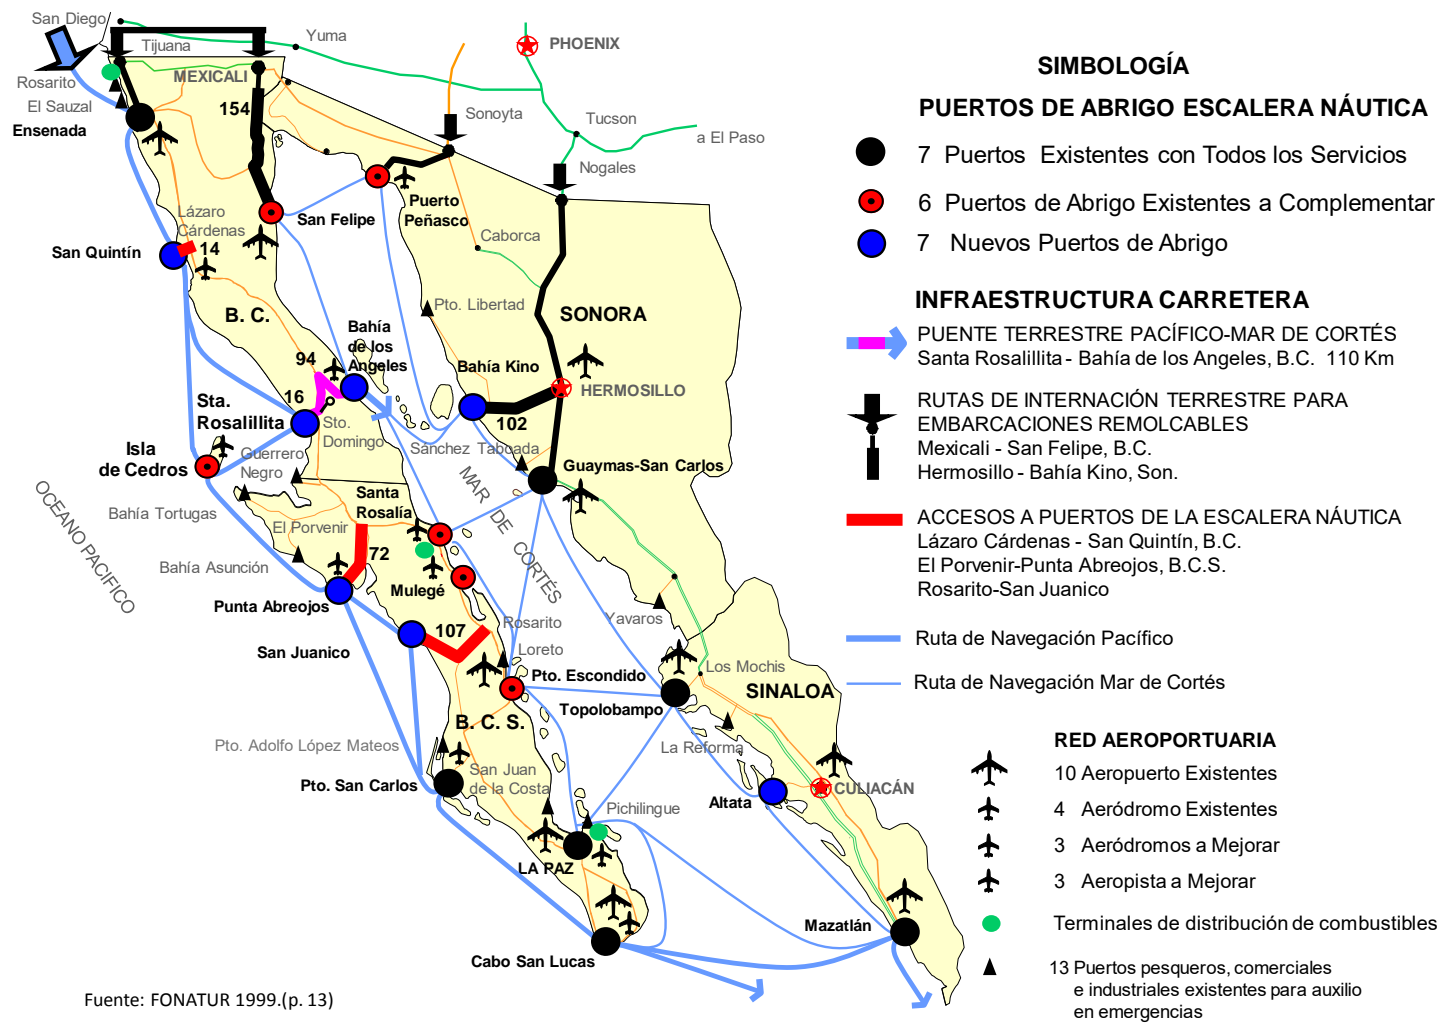 San Diego
Yuma
PHOENIX
Tijuana
Rosarito
MEXICALI
El Sauzal
154
Sonoyta
Tucson
a El Paso
Ensenada
Nogales
Puerto
Peñasco
Lázaro
Cárdenas
San Felipe
San Quintín
14
Caborca
Pto. Libertad
B. C.
SONORA
Bahía
de los
Angeles
94
Bahía Kino
HERMOSILLO
16
Sta.
Rosalillita
Sto.
Domingo
102
Sánchez Taboada
Isla
de Cedros
Guerrero
Negro
Guaymas-San Carlos
OCEANO PACÍFICO
MAR DE CORTÉS
Santa
Rosalía
Bahía Tortugas
El Porvenir
72
Bahía Asunción
Mulegé
Punta Abreojos
107
Rosarito
Yavaros
San Juanico
Loreto
Pto. Escondido
Los Mochis
SINALOA
Topolobampo
B. C. S.
Pto. Adolfo López Mateos
La Reforma
San Juan
de la Costa
Pto. San Carlos
CULIACÁN
Altata
Pichilingue
LA PAZ
Mazatlán
Cabo San Lucas
Fuente: FONATUR 1999.(p. 13)
SIMBOLOGÍA
PUERTOS DE ABRIGO ESCALERA NÁUTICA
7 Puertos Existentes con Todos los Servicios
6 Puertos de Abrigo Existentes a Complementar
7 Nuevos Puertos de Abrigo
INFRAESTRUCTURA CARRETERA
PUENTE TERRESTRE PACÍFICO-MAR DE CORTÉS
Santa Rosalillita - Bahía de los Angeles, B.C. 110 Km
RUTAS DE INTERNACIÓN TERRESTRE PARA
EMBARCACIONES REMOLCABLES
Mexicali - San Felipe, B.C.
Hermosillo - Bahía Kino, Son.
ACCESOS A PUERTOS DE LA ESCALERA NÁUTICA
Lázaro Cárdenas - San Quintín, B.C.
El Porvenir-Punta Abreojos, B.C.S.
Rosarito-San Juanico
Ruta de Navegación Pacífico
Ruta de Navegación Mar de Cortés
RED AEROPORTUARIA
10 Aeropuerto Existentes
4 Aeródromo Existentes
3 Aeródromos a Mejorar
3 Aeropista a Mejorar
Terminales de distribución de combustibles
13 Puertos pesqueros, comerciales
e industriales existentes para auxilio
en emergencias